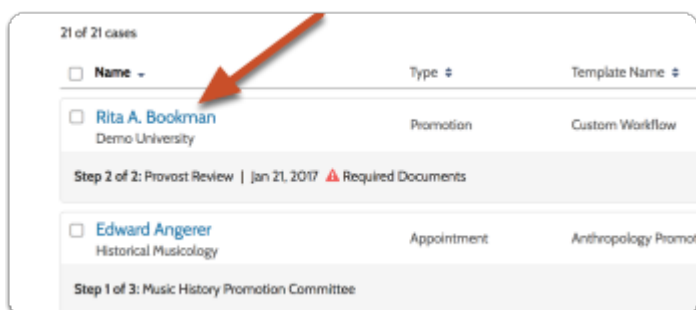 21 of 21 cases
Name Type Template Name
Rita A. Bookman Promotion Custom Workflow
Demo University
Step 2 of 2: Provost Review | Jan 21, 2017 Required Documents
Edward Angerer Appointment Anthropology Promot
Historical Musicology
Step 1 of 3: Music History Promotion Committee